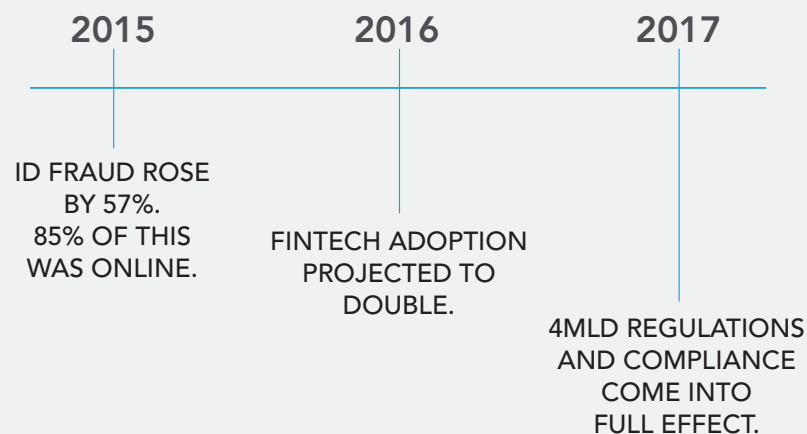 2015
2016
2017
ID FRAUD ROSE
BY 57%.
85% OF THIS
WAS ONLINE.
FINTECH ADOPTION
PROJECTED TO
DOUBLE.
4MLD REGULATIONS
AND COMPLIANCE
COME INTO
FULL EFFECT.